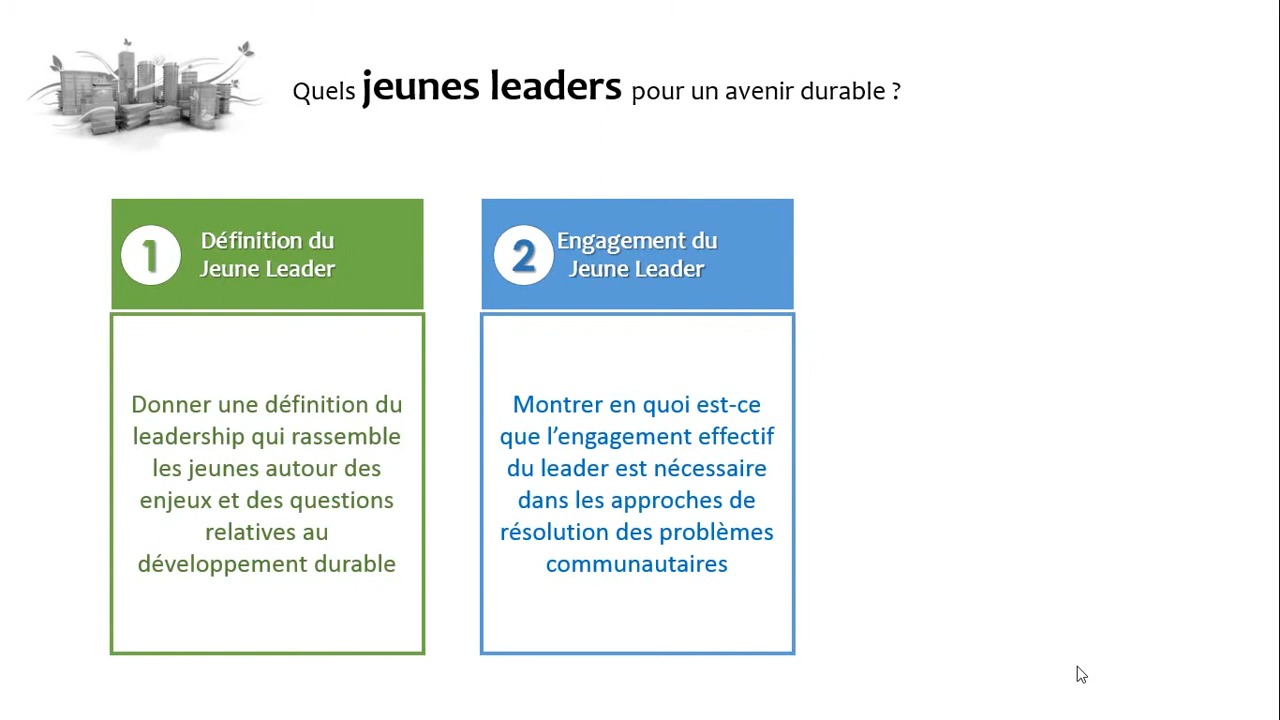 Quels jeunes leaders pour un avenir durable ?
1
Définition du
Jeune Leader
Donner une définition du
leadership qui rassemble
les jeunes autour des
enjeux et des questions
relatives au
développement durable
2
Engagement du
Jeune Leader
Montrer en quoi est-ce
que l’engagement effectif
du leader est nécessaire
dans les approches de
résolution des problèmes
communautaires